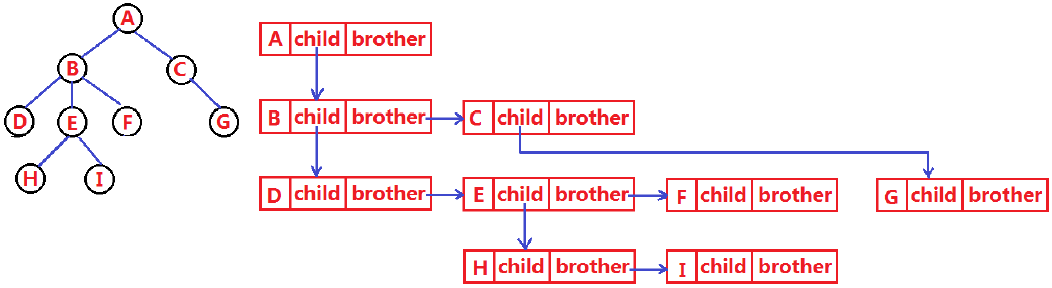 A
B
C
D
E
F
G
H
I
A child brother
B child brother
C child brother
D child brother
E child brother
F child brother
G child brother
H child brother
I child brother